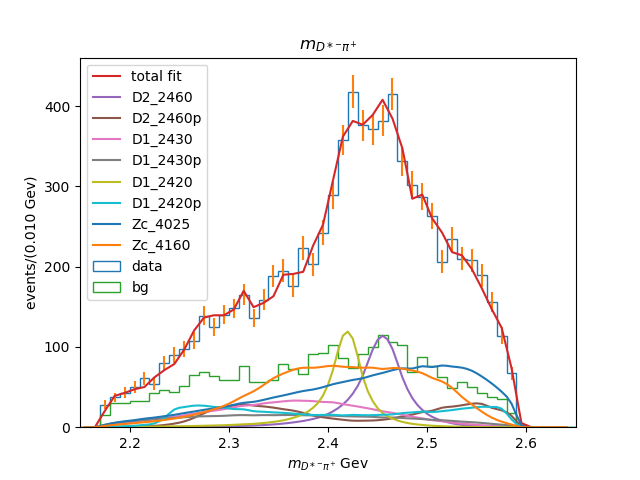 m_{D*^-π^+}
events/(0.010 Gev)
400
300
200
100
0
total fit
D2_2460
D2_2460p
D1_2430
D1_2430p
D1_2420
D1_2420p
Zc_4025
Zc_4160
data
bg
2.2 2.3 2.4 2.5 2.6
m_{D*^-π^+} Gev